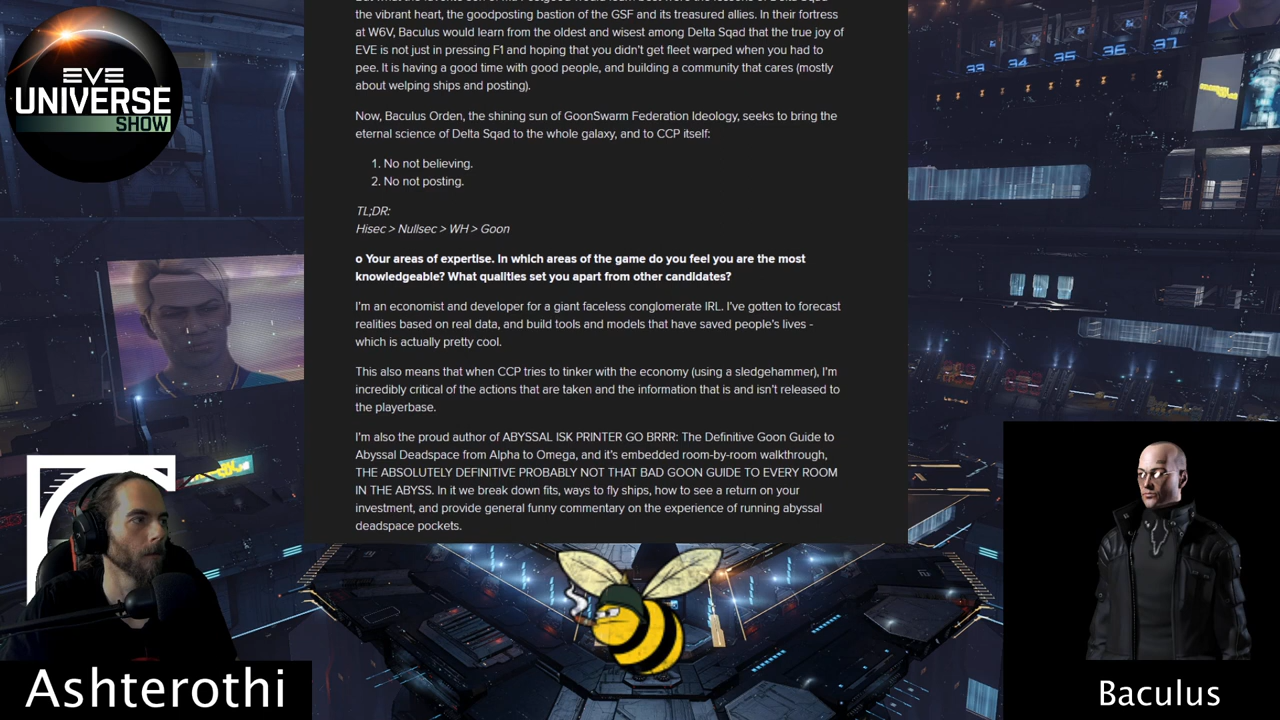 the vibrant heart, the goodposting bastion of the GSF and its treasured allies. In their fortress
at W6V, Baculus would learn from the oldest and wisest among Delta Sqad that the true joy of
EVE is not just in pressing F1 and hoping that you didn't get fleet warped when you had to
pee. It is having a good time with good people, and building a community that cares (mostly
about welping ships and posting).
Now, Baculus Orden, the shining sun of GoonSwarm Federation Ideology, seeks to bring the
eternal science of Delta Sqad to the whole galaxy, and to CCP itself:
1. No not believing.
2. No not posting.
TL;DR:
Hisec > Nullsec > WH > Goon
o Your areas of expertise. In which areas of the game do you feel you are the most
knowledgeable? What qualities set you apart from other candidates?
I'm an economist and developer for a giant faceless conglomerate IRL. I've gotten to forecast
realities based on real data, and build tools and models that have saved people's lives -
which is actually pretty cool.
This also means that when CCP tries to tinker with the economy (using a sledgehammer), I'm
incredibly critical of the actions that are taken and the information that is and isn't released to
the playerbase.
I'm also the proud author of ABYSSAL ISK PRINTER GO BRRR: The Definitive Goon Guide to
Abyssal Deadspace from Alpha to Omega, and it's embedded room-by-room walkthrough,
THE ABSOLUTELY DEFINITIVE PROBABLY NOT THAT BAD GOON GUIDE TO EVERY ROOM
IN THE ABYSS. In it we break down fits, ways to fly ships, how to see a return on your
investment, and provide general funny commentary on the experience of running abyssal
deadspace pockets.
EVE
UNIVERSE
SHOW
33 34 35 36 37
Ashterothi
Baculus